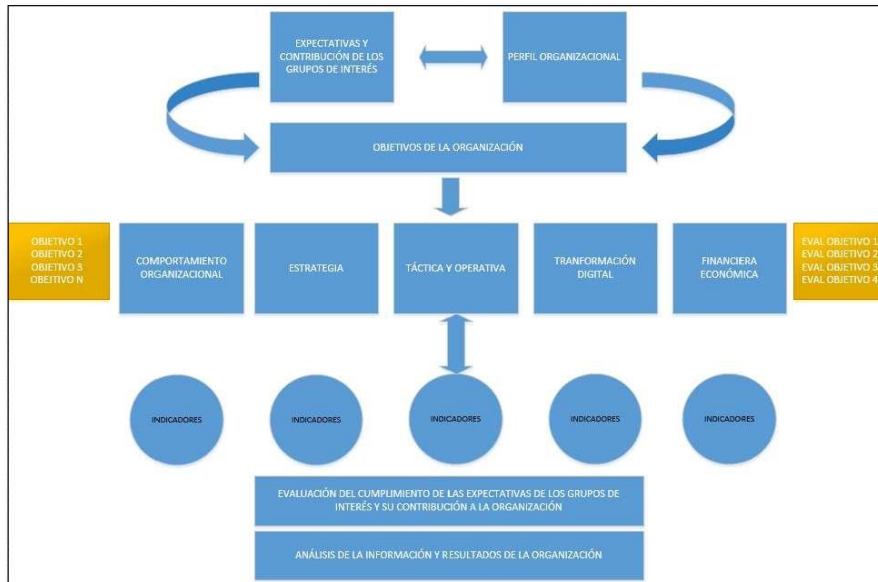 EXPECTATIVAS Y
CONTRIBUCIÓN DE LOS
GRUPOS DE INTERÉS
PERFIL ORGANIZACIONAL
OBJETIVOS DE LA ORGANIZACIÓN
OBJETIVO 1
OBJETIVO 2
OBJETIVO 3
OBEJTIVO N
COMPORTAMIENTO
ORGANIZACIONAL
ESTRATEGIA
TÁCTICA Y OPERATIVA
TRANFORMACIÓN
DIGITAL
FINANCIERA
ECONÓMICA
EVAL OBJETIVO 1
EVAL OBJETIVO 2
EVAL OBJETIVO 3
EVAL OBJETIVO 4
INDICADORES
INDICADORES
INDICADORES
INDICADORES
INDICADORES
EVALUACIÓN DEL CUMPLIMIENTO DE LAS EXPECTATIVAS DE LOS GRUPOS DE
INTERÉS Y SU CONTRIBUCIÓN A LA ORGANIZACIÓN
ANÁLISIS DE LA INFORMACIÓN Y RESULTADOS DE LA ORGANIZACIÓN